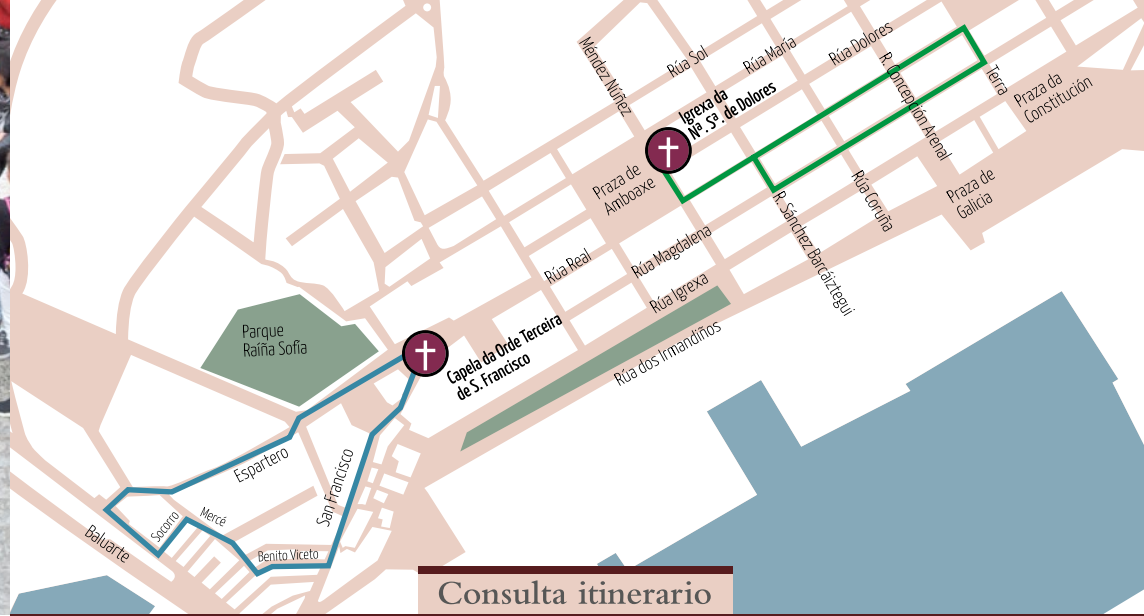 Méndez Núñez
Rúa Sol
Rúa María
Rúa Dolores
R. Concepción Arenal
Terra
Praza da
Constitución
Igrexa da
Nª. Sª. de Dolores
Praza de
Amboaxe
Praza de
Galicia
Rúa Coruña
R. Sánchez Barcáiztegui
Rúa Magdalena
Rúa Real
Rúa Igrexa
Rúa dos Irmandiños
Parque
Raíña Sofía
Capela da Orde Terceira
de S. Francisco
Espartero
San Francisco
Socorro
Mercé
Baluarte
Benito Viceto
Consulta itinerario